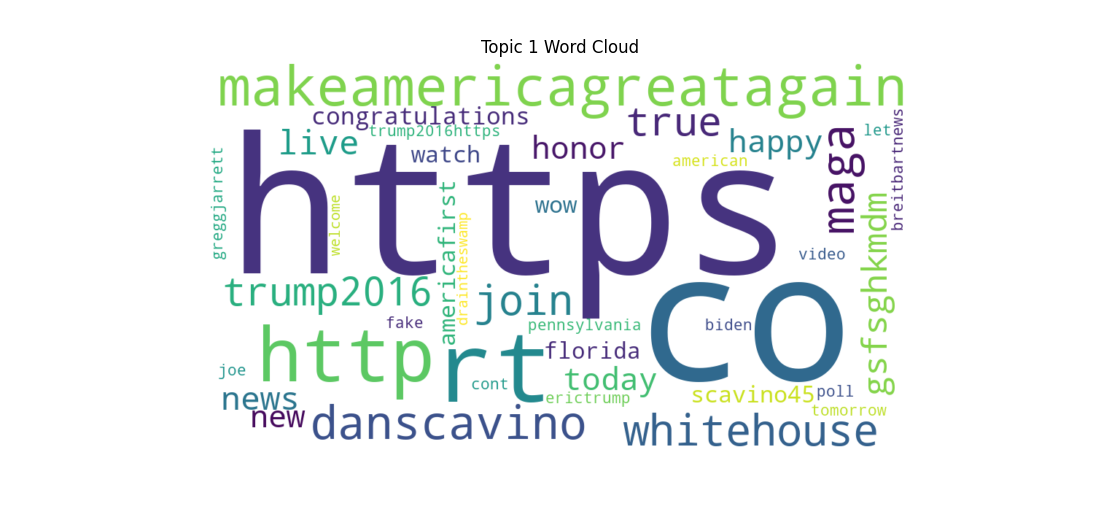 Topic 1 Word Cloud
makeamericagreatagain
congratulations
true
trump2016https
let
live
watch
honor
happy
american
maga
breitbartnews
greggjarrett
https
welcome
wow
americafirst
draintheswamp
video
gsfsghkmdm
trump2016
join
co
fake
pennsylvania
biden
http
rt
florida
joe
cont
today
erictrump
scavino45
poll
news
new
tomorrow
danscavino
whitehouse